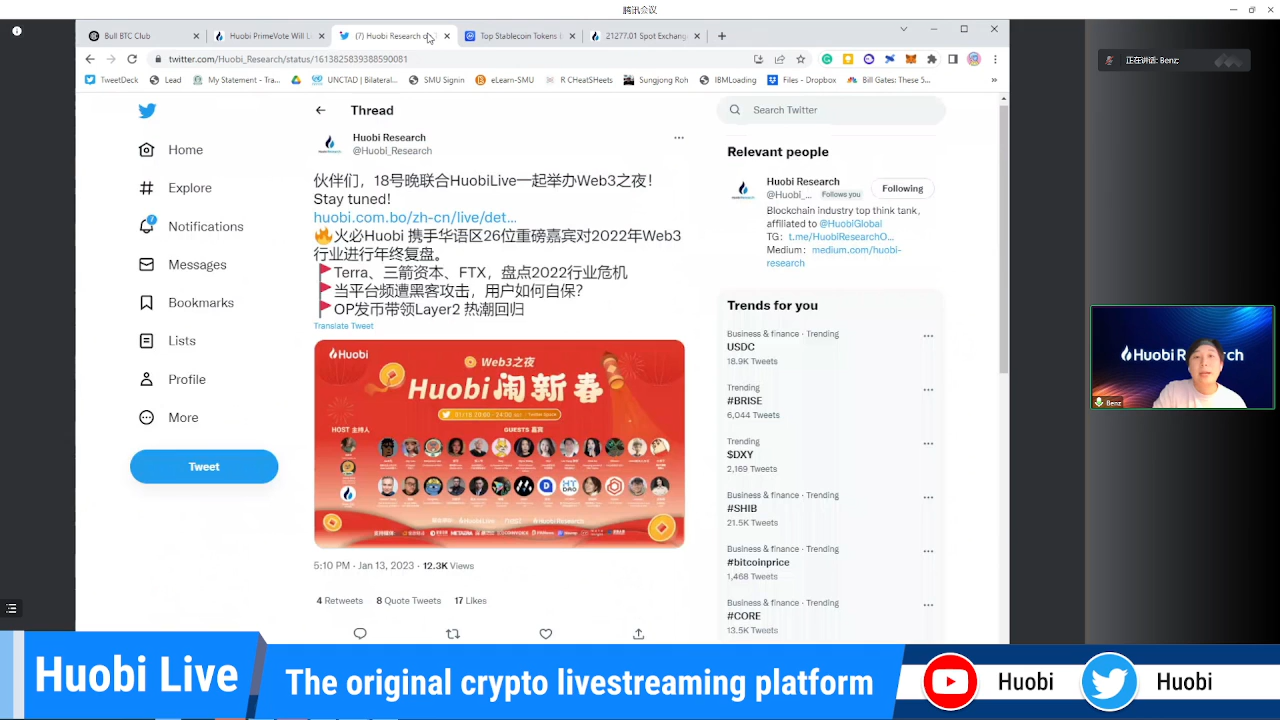 腾讯会议
Bull BTC Club
Huobi PrimeVote Will L
(7) Huobi Research o
Top Stablecoin Tokens
21277.01 Spot Exchang
twitter.com/Huobi_Research/status/1613825839388590081
TweetDeck
Lead
My Statement - Tra...
UNCTAD | Bilateral...
SMU Signin
eLearn-SMU
R CHeatSheets
Sungjong Roh
IBMLoading
Files - Dropbox
Bill Gates: These 5...
正在讲话: Benz;
Thread
Search Twitter
Home
Explore
7
Notifications
Messages
Bookmarks
Lists
Profile
More
Tweet
Huobi Research
@Huobi_Research
伙伴们，18号晚联合HuobiLive一起举办Web3之夜！
Stay tuned!
huobi.com.bo/zh-cn/live/det...
火必Huobi 携手华语区26位重磅嘉宾对2022年Web3
行业进行年终复盘。
Terra、三箭资本、FTX，盘点2022行业危机
当平台频遭黑客攻击，用户如何自保？
OP发币带领Layer2 热潮回归
Translate Tweet
Huobi
Web3之夜
Huobi闹新春
HOST 主持人
GUESTS 嘉宾
5:10 PM · Jan 13, 2023 · 12.3K Views
4 Retweets 8 Quote Tweets 17 Likes
Relevant people
Huobi Research
@Huobi_... Follows you
Following
Blockchain industry top think tank,
affiliated to @HuobiGlobal
TG： t.me/HuobiResearchO...
Medium： medium.com/huobi-
research
Trends for you
Business & finance · Trending
USDC
18.9K Tweets
Trending
#BRISE
6,044 Tweets
Trending
$DXY
2,169 Tweets
Business & finance · Trending
#SHIB
21.5K Tweets
Business & finance · Trending
#bitcoinprice
1,468 Tweets
Business & finance · Trending
#CORE
13.5K Tweets
Benz
Huobi Live
The original crypto livestreaming platform
Huobi
Huobi